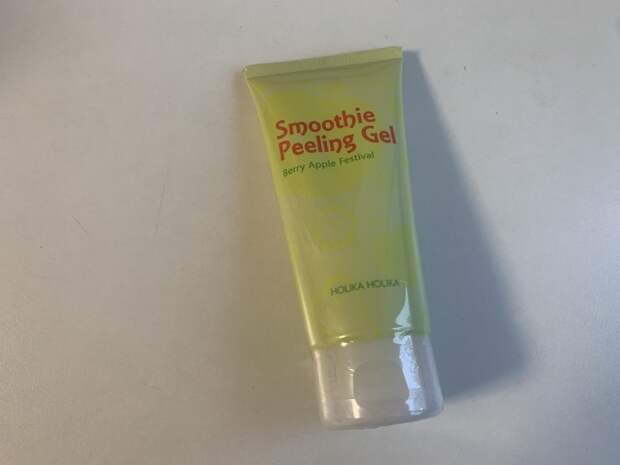 Smoothie
Peeling Gel
Berry Apple Festival
HOLIKA HOLIKA